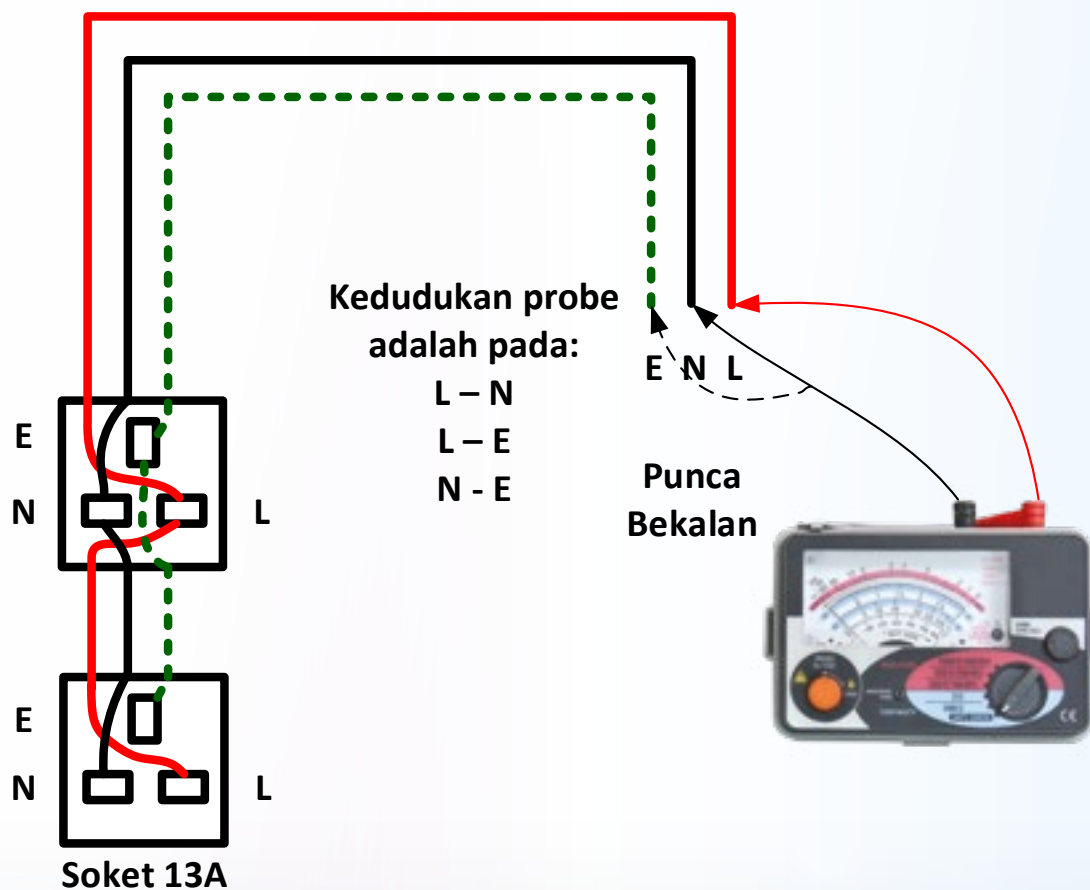 Kedudukan probe
adalah pada:
L – N
L – E
N - E
E N L
Punca
Bekalan
E
N
L
E
N
L
Soket 13A